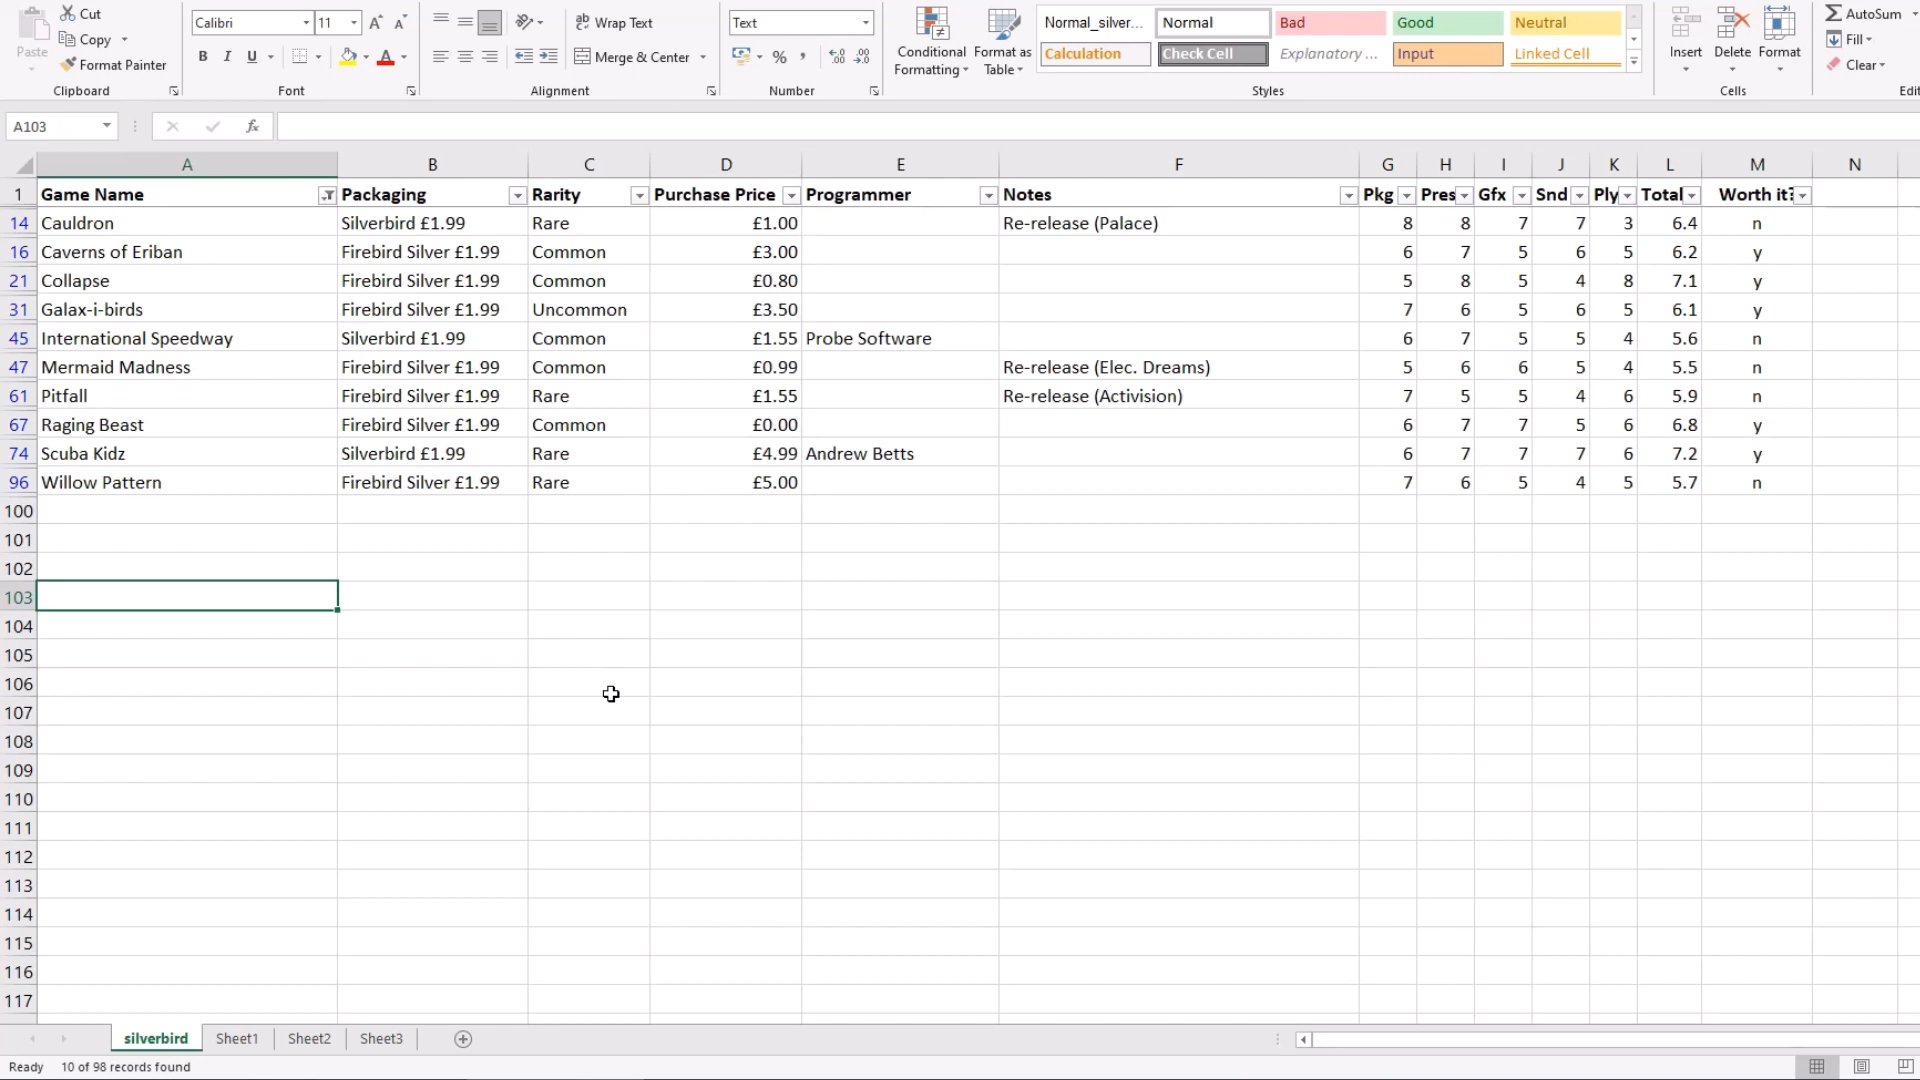 Cut
AutoSum
Calibri 11
Wrap Text
Text
Normal_silver... Normal Bad Good Neutral
Paste
Copy
Fill
Conditional Formatting
Format as Table
Insert Delete Format
Calculation Check Cell Explanatory ... Input Linked Cell
Format Painter
B I U
Merge & Center
% ,
Clear
Clipboard Font Alignment Number Styles Cells Edit
A103 fx
A B C D E F G H I J K L M N
1 Game Name Packaging Rarity Purchase Price Programmer Notes Pkg Pres Gfx Snd Ply Total Worth it?
14 Cauldron Silverbird £1.99 Rare £1.00 Re-release (Palace) 8 8 7 7 3 6.4 n
16 Caverns of Eriban Firebird Silver £1.99 Common £3.00 6 7 5 6 5 6.2 y
21 Collapse Firebird Silver £1.99 Common £0.80 5 8 5 4 8 7.1 y
31 Galax-i-birds Firebird Silver £1.99 Uncommon £3.50 7 6 5 6 5 6.1 y
45 International Speedway Silverbird £1.99 Common £1.55 Probe Software 6 7 5 5 4 5.6 n
47 Mermaid Madness Firebird Silver £1.99 Common £0.99 Re-release (Elec. Dreams) 5 6 6 5 4 5.5 n
61 Pitfall Firebird Silver £1.99 Rare £1.55 Re-release (Activision) 7 5 5 4 6 5.9 n
67 Raging Beast Firebird Silver £1.99 Common £0.00 6 7 7 5 6 6.8 y
74 Scuba Kidz Silverbird £1.99 Rare £4.99 Andrew Betts 6 7 7 7 6 7.2 y
96 Willow Pattern Firebird Silver £1.99 Rare £5.00 7 6 5 4 5 5.7 n
100
101
102
103
104
105
106
107
108
109
110
111
112
113
114
115
116
117
silverbird Sheet1 Sheet2 Sheet3
Ready 10 of 98 records found